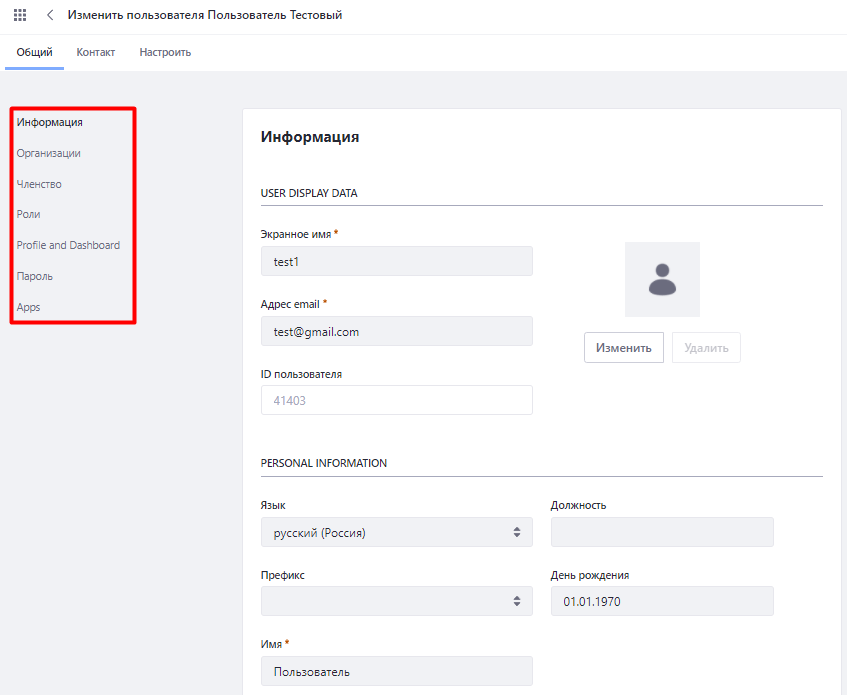 Изменить пользователя Пользователь Тестовый
Общий Контакт Настроить
Информация
Организации
Членство
Роли
Profile and Dashboard
Пароль
Apps
Информация
USER DISPLAY DATA
Экранное имя *
test1
Адрес email *
test@gmail.com
ID пользователя
41403
Изменить Удалить
PERSONAL INFORMATION
Язык Должность
русский (Россия)
Префикс День рождения
01.01.1970
Имя *
Пользователь